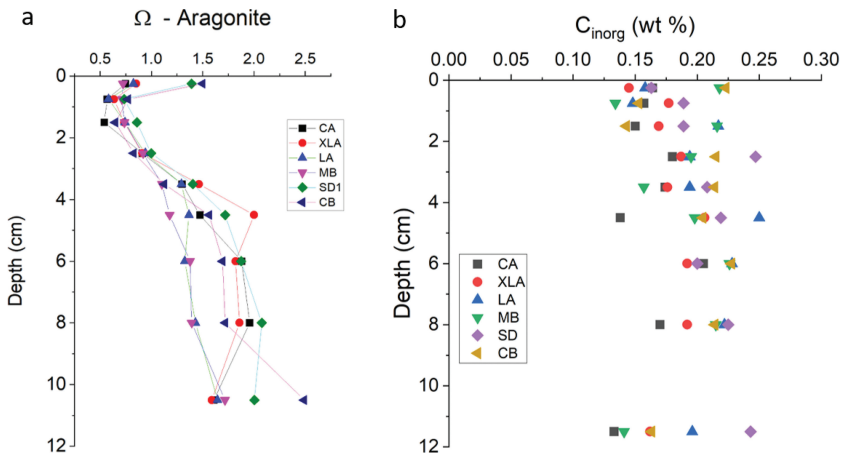 a
Ω - Aragonite
0.5 1.0 1.5 2.0 2.5
0
2
4
6
8
10
12
Depth (cm)
CA
XLA
LA
MB
SD1
CB
b
C_inorg (wt %)
0.00 0.05 0.10 0.15 0.20 0.25 0.30
0
2
4
6
8
10
12
Depth (cm)
CA
XLA
LA
MB
SD
CB